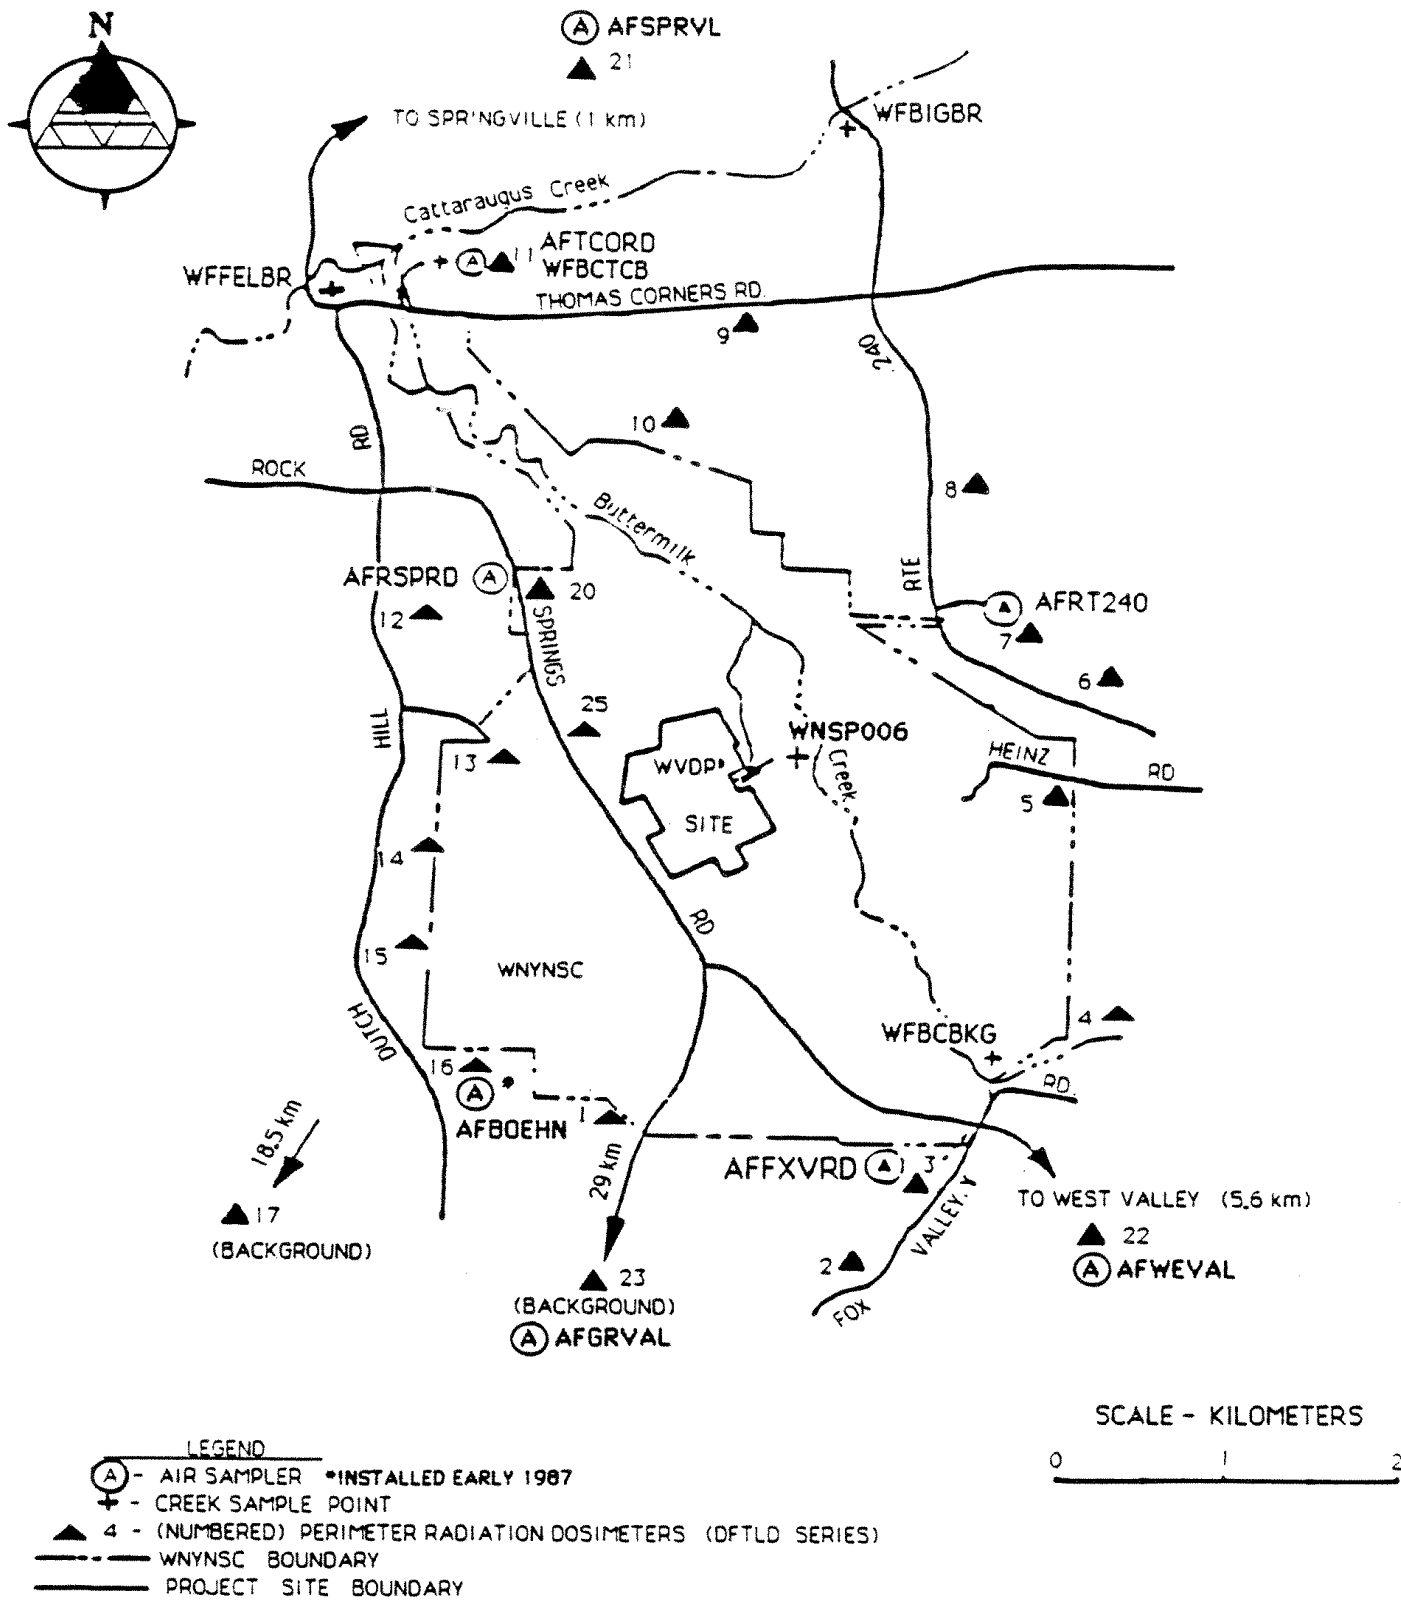 N
Ⓐ AFSPRVL
21
TO SPRINGVILLE (1 km)
WFBIGBR
Cattaraugus Creek
Ⓐ 11 AFTCORD
WFBCTCB
WFFELBR
THOMAS CORNERS RD.
9
240
10
RD
ROCK
8
Buttermilk
RTE
AFRSPRD Ⓐ
20
Ⓐ AFRT240
12
SPRINGS
7
6
25
HILL
WNSP006
13
WVDP
HEINZ
RD
Creek
5
SITE
14
RD
15
WNYNSC
DUTCH
WFBCBKG
4
16
RD.
Ⓐ *
AFBOEHN
1
18.5 km
29 km
AFFXVRD Ⓐ 3
VALLEY
TO WEST VALLEY (5.6 km)
17
(BACKGROUND)
22
2
Ⓐ AFWEVAL
23
(BACKGROUND)
FOX
Ⓐ AFGRVAL
SCALE - KILOMETERS
0 1 2
LEGEND
Ⓐ - AIR SAMPLER *INSTALLED EARLY 1987
+ - CREEK SAMPLE POINT
▲ 4 - (NUMBERED) PERIMETER RADIATION DOSIMETERS (DFTLD SERIES)
WNYNSC BOUNDARY
PROJECT SITE BOUNDARY